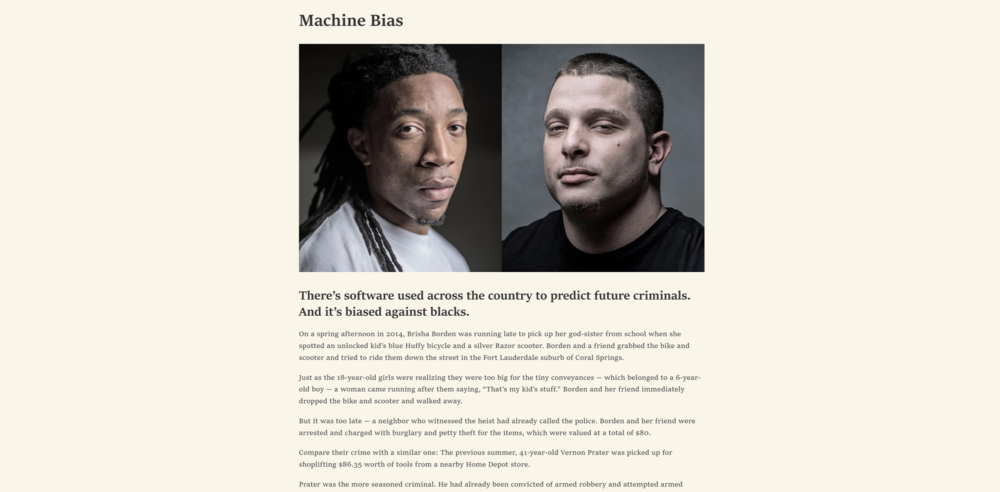 Machine Bias
There’s software used across the country to predict future criminals.
And it’s biased against blacks.
On a spring afternoon in 2014, Brisha Borden was running late to pick up her god-sister from school when she
spotted an unlocked kid’s blue Huffy bicycle and a silver Razor scooter. Borden and a friend grabbed the bike and
scooter and tried to ride them down the street in the Fort Lauderdale suburb of Coral Springs.
Just as the 18-year-old girls were realizing they were too big for the tiny conveyances — which belonged to a 6-year-
old boy — a woman came running after them saying, “That’s my kid’s stuff.” Borden and her friend immediately
dropped the bike and scooter and walked away.
But it was too late — a neighbor who witnessed the heist had already called the police. Borden and her friend were
arrested and charged with burglary and petty theft for the items, which were valued at a total of $80.
Compare their crime with a similar one: The previous summer, 41-year-old Vernon Prater was picked up for
shoplifting $86.35 worth of tools from a nearby Home Depot store.
Prater was the more seasoned criminal. He had already been convicted of armed robbery and attempted armed